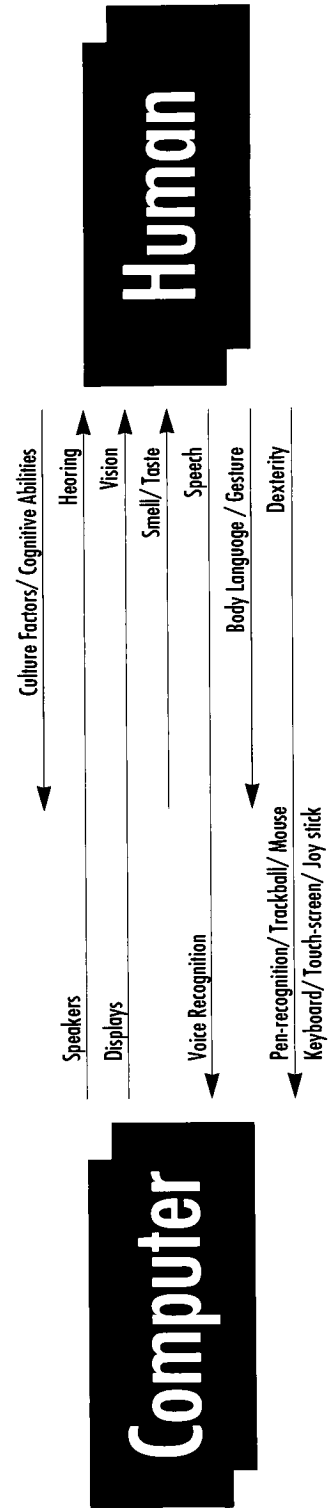 Computer
Human
Culture Factors/ Cognitive Abilities
Speakers
Hearing
Displays
Vision
Smell/ Taste
Voice Recognition
Speech
Body Language / Gesture
Pen-recognition/ Trackball/ Mouse
Dexterity
Keyboard/ Touch-screen/ Joy stick